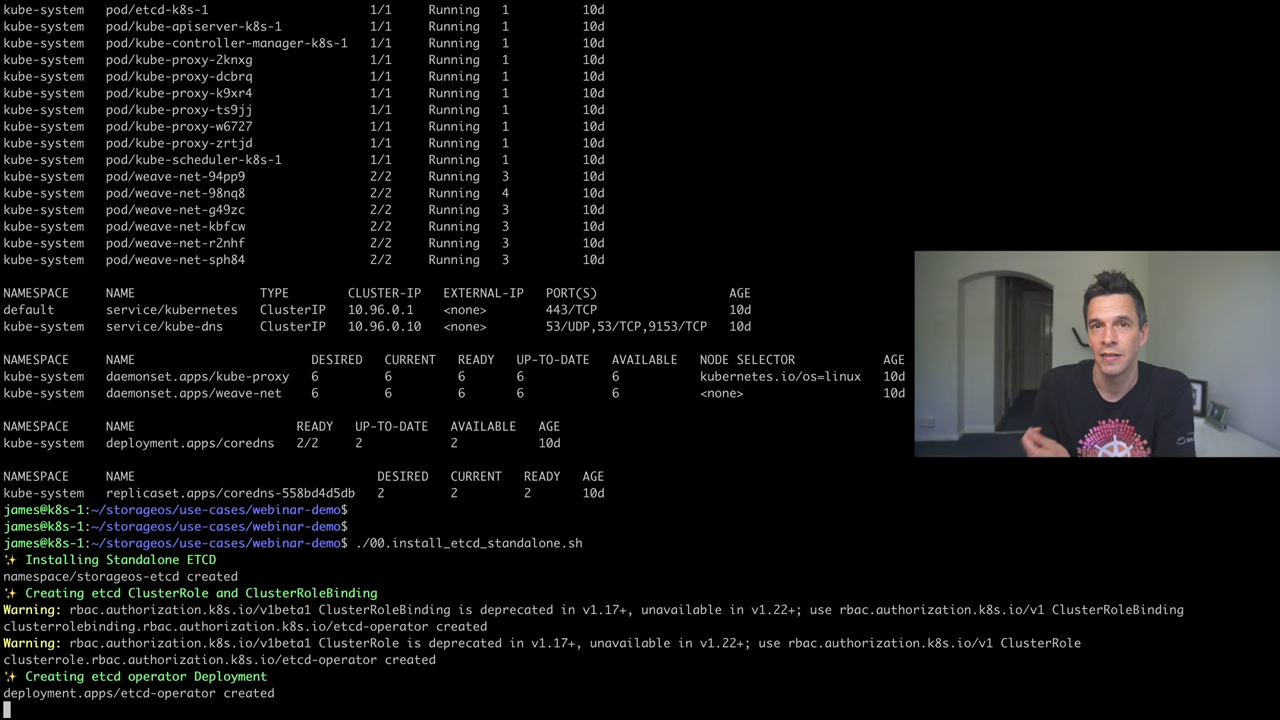 kube-system pod/etcd-k8s-1 1/1 Running 1 10d
kube-system pod/kube-apiserver-k8s-1 1/1 Running 1 10d
kube-system pod/kube-controller-manager-k8s-1 1/1 Running 1 10d
kube-system pod/kube-proxy-2knxg 1/1 Running 1 10d
kube-system pod/kube-proxy-dcbrq 1/1 Running 1 10d
kube-system pod/kube-proxy-k9xr4 1/1 Running 1 10d
kube-system pod/kube-proxy-ts9jj 1/1 Running 1 10d
kube-system pod/kube-proxy-w6727 1/1 Running 1 10d
kube-system pod/kube-proxy-zrtjd 1/1 Running 1 10d
kube-system pod/kube-scheduler-k8s-1 1/1 Running 1 10d
kube-system pod/weave-net-94pp9 2/2 Running 3 10d
kube-system pod/weave-net-98nq8 2/2 Running 4 10d
kube-system pod/weave-net-g49zc 2/2 Running 3 10d
kube-system pod/weave-net-kbfcw 2/2 Running 3 10d
kube-system pod/weave-net-r2nhf 2/2 Running 3 10d
kube-system pod/weave-net-sph84 2/2 Running 3 10d
NAMESPACE NAME TYPE CLUSTER-IP EXTERNAL-IP PORT(S) AGE
default service/kubernetes ClusterIP 10.96.0.1 <none> 443/TCP 10d
kube-system service/kube-dns ClusterIP 10.96.0.10 <none> 53/UDP,53/TCP,9153/TCP 10d
NAMESPACE NAME DESIRED CURRENT READY UP-TO-DATE AVAILABLE NODE SELECTOR AGE
kube-system daemonset.apps/kube-proxy 6 6 6 6 6 kubernetes.io/os=linux 10d
kube-system daemonset.apps/weave-net 6 6 6 6 6 <none> 10d
NAMESPACE NAME READY UP-TO-DATE AVAILABLE AGE
kube-system deployment.apps/coredns 2/2 2 2 10d
NAMESPACE NAME DESIRED CURRENT READY AGE
kube-system replicaset.apps/coredns-558bd4d5db 2 2 2 10d
james@k8s-1:~/storageos/use-cases/webinar-demo$
james@k8s-1:~/storageos/use-cases/webinar-demo$
james@k8s-1:~/storageos/use-cases/webinar-demo$ ./00.install_etcd_standalone.sh
✨ Installing Standalone ETCD
namespace/storageos-etcd created
✨ Creating etcd ClusterRole and ClusterRoleBinding
Warning: rbac.authorization.k8s.io/v1beta1 ClusterRoleBinding is deprecated in v1.17+, unavailable in v1.22+; use rbac.authorization.k8s.io/v1 ClusterRoleBinding
clusterrolebinding.rbac.authorization.k8s.io/etcd-operator created
Warning: rbac.authorization.k8s.io/v1beta1 ClusterRole is deprecated in v1.17+, unavailable in v1.22+; use rbac.authorization.k8s.io/v1 ClusterRole
clusterrole.rbac.authorization.k8s.io/etcd-operator created
✨ Creating etcd operator Deployment
deployment.apps/etcd-operator created